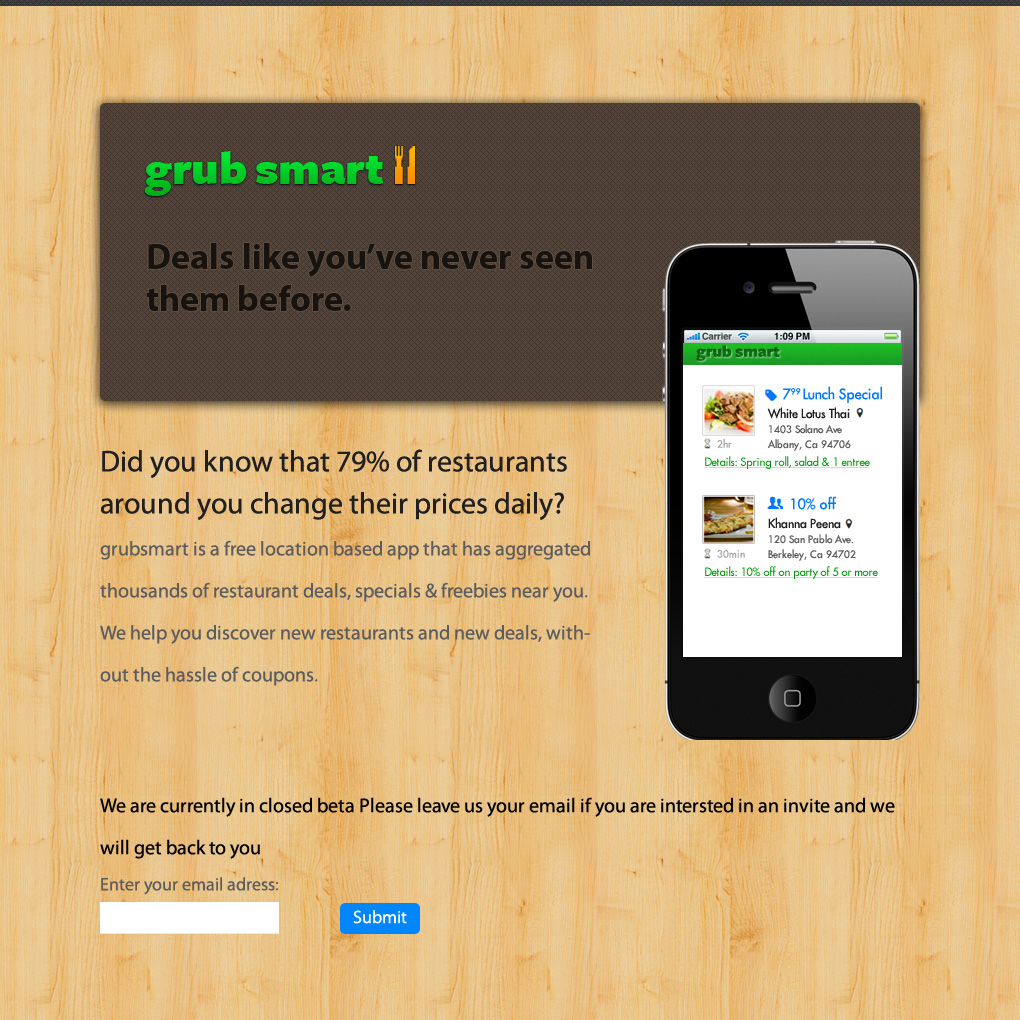 grub smart
Deals like you’ve never seen
them before.
Carrier 1:09 PM
grub smart
7⁹⁹ Lunch Special
White Lotus Thai
1403 Solano Ave
2hr
Albany, Ca 94706
Details: Spring roll, salad & 1 entree
10% off
Khanna Peena
120 San Pablo Ave.
30min
Berkeley, Ca 94702
Details: 10% off on party of 5 or more
Did you know that 79% of restaurants
around you change their prices daily?
grubsmart is a free location based app that has aggregated
thousands of restaurant deals, specials & freebies near you.
We help you discover new restaurants and new deals, with-
out the hassle of coupons.
We are currently in closed beta Please leave us your email if you are intersted in an invite and we
will get back to you
Enter your email adress:
Submit